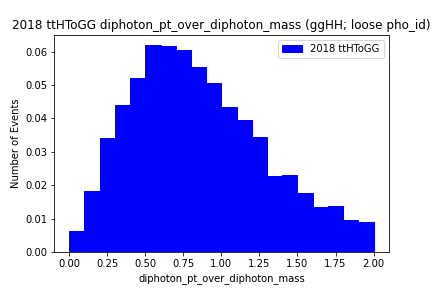 2018 ttHToGG diphoton_pt_over_diphoton_mass (ggHH; loose pho_id)
2018 ttHToGG
Number of Events
0.06
0.05
0.04
0.03
0.02
0.01
0.00
0.00 0.25 0.50 0.75 1.00 1.25 1.50 1.75 2.00
diphoton_pt_over_diphoton_mass